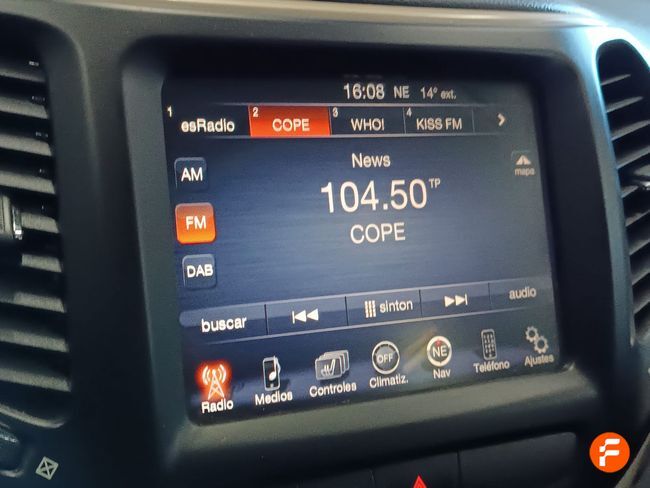 16:08 NE 14° ext.
1 esRadio 2 COPE 3 WHO! 4 KISS FM
News
AM
maps
104.50 TP
FM
COPE
DAB
buscar sinton audio
OFF NE
Radio Medios Controles Climatiz. Nav Teléfono Ajustes